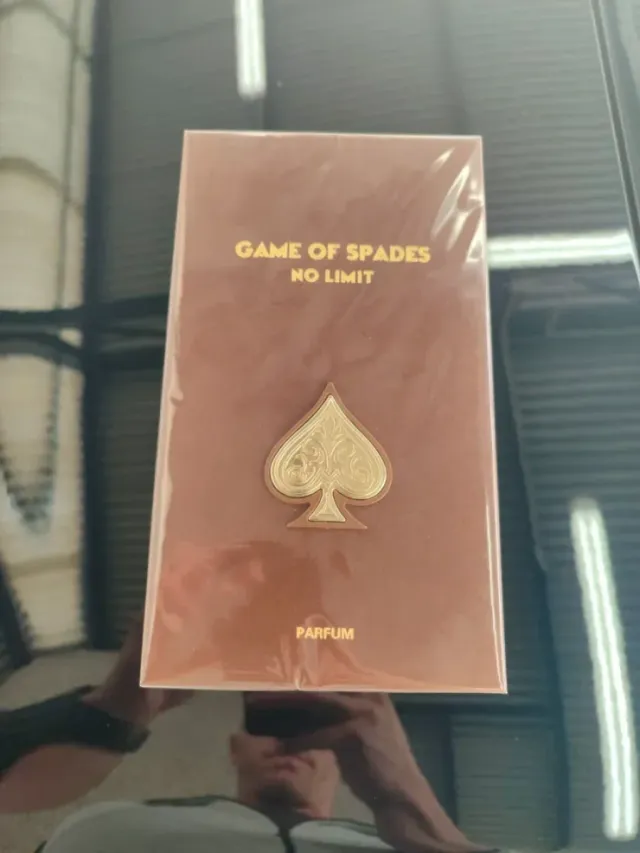 GAME OF SPADES
NO LIMIT
PARFUM